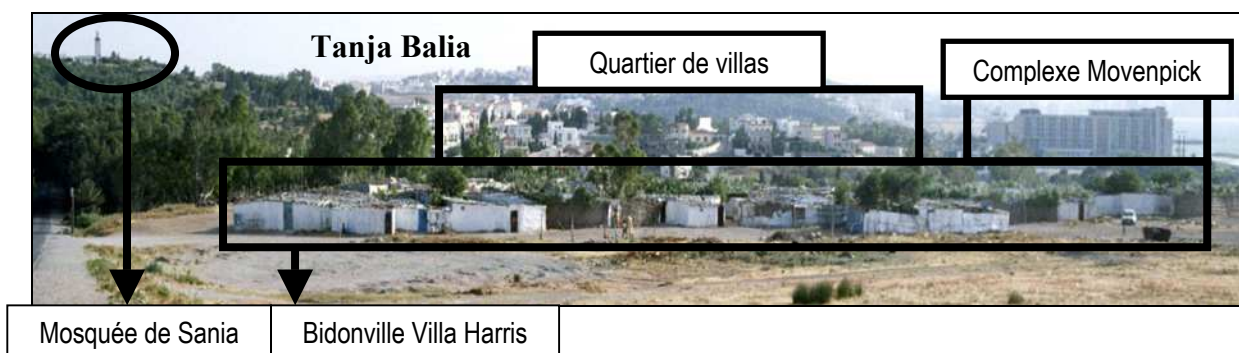 Tanja Balia
Quartier de villas
Complexe Movenpick
Mosquée de Sania
Bidonville Villa Harris